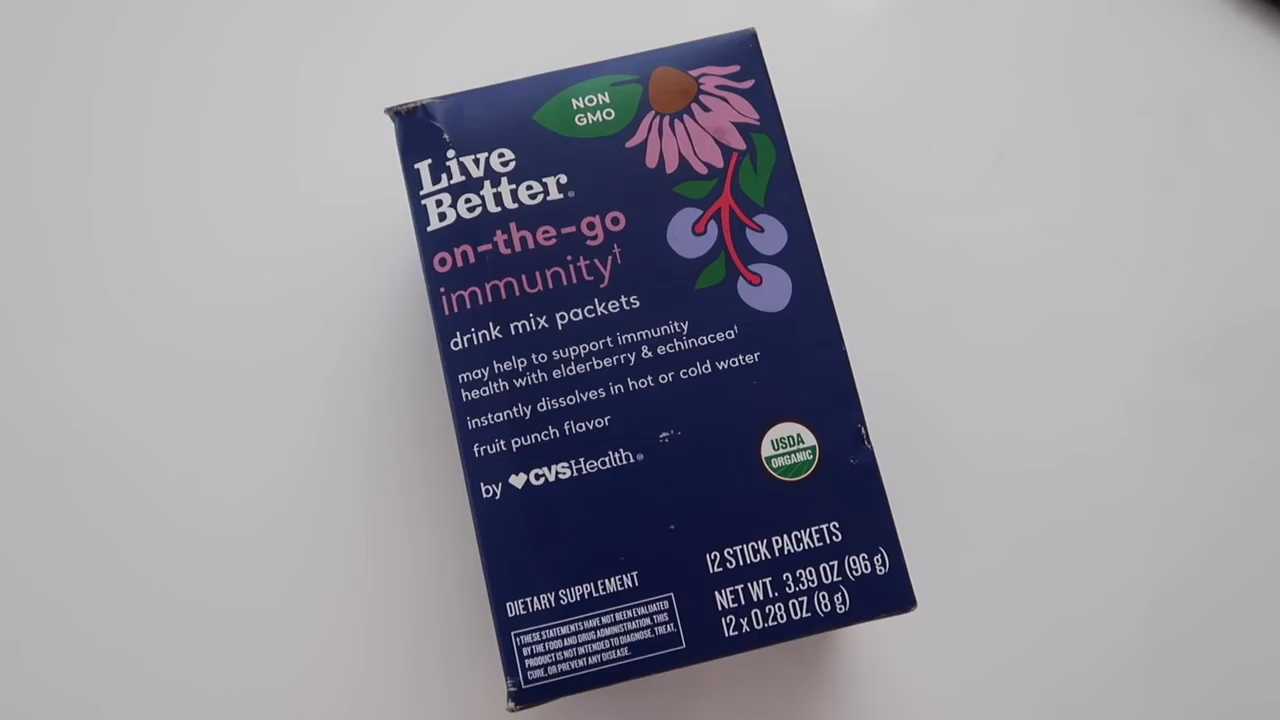 NON
GMO
Live
Better®
on-the-go
immunity†
drink mix packets
may help to support immunity
health with elderberry & echinacea†
instantly dissolves in hot or cold water
fruit punch flavor
by CVSHealth®
USDA
ORGANIC
12 STICK PACKETS
NET WT. 3.39 OZ (96 g)
12 x 0.28 OZ (8 g)
DIETARY SUPPLEMENT
†THESE STATEMENTS HAVE NOT BEEN EVALUATED
BY THE FOOD AND DRUG ADMINISTRATION. THIS
PRODUCT IS NOT INTENDED TO DIAGNOSE, TREAT,
CURE, OR PREVENT ANY DISEASE.